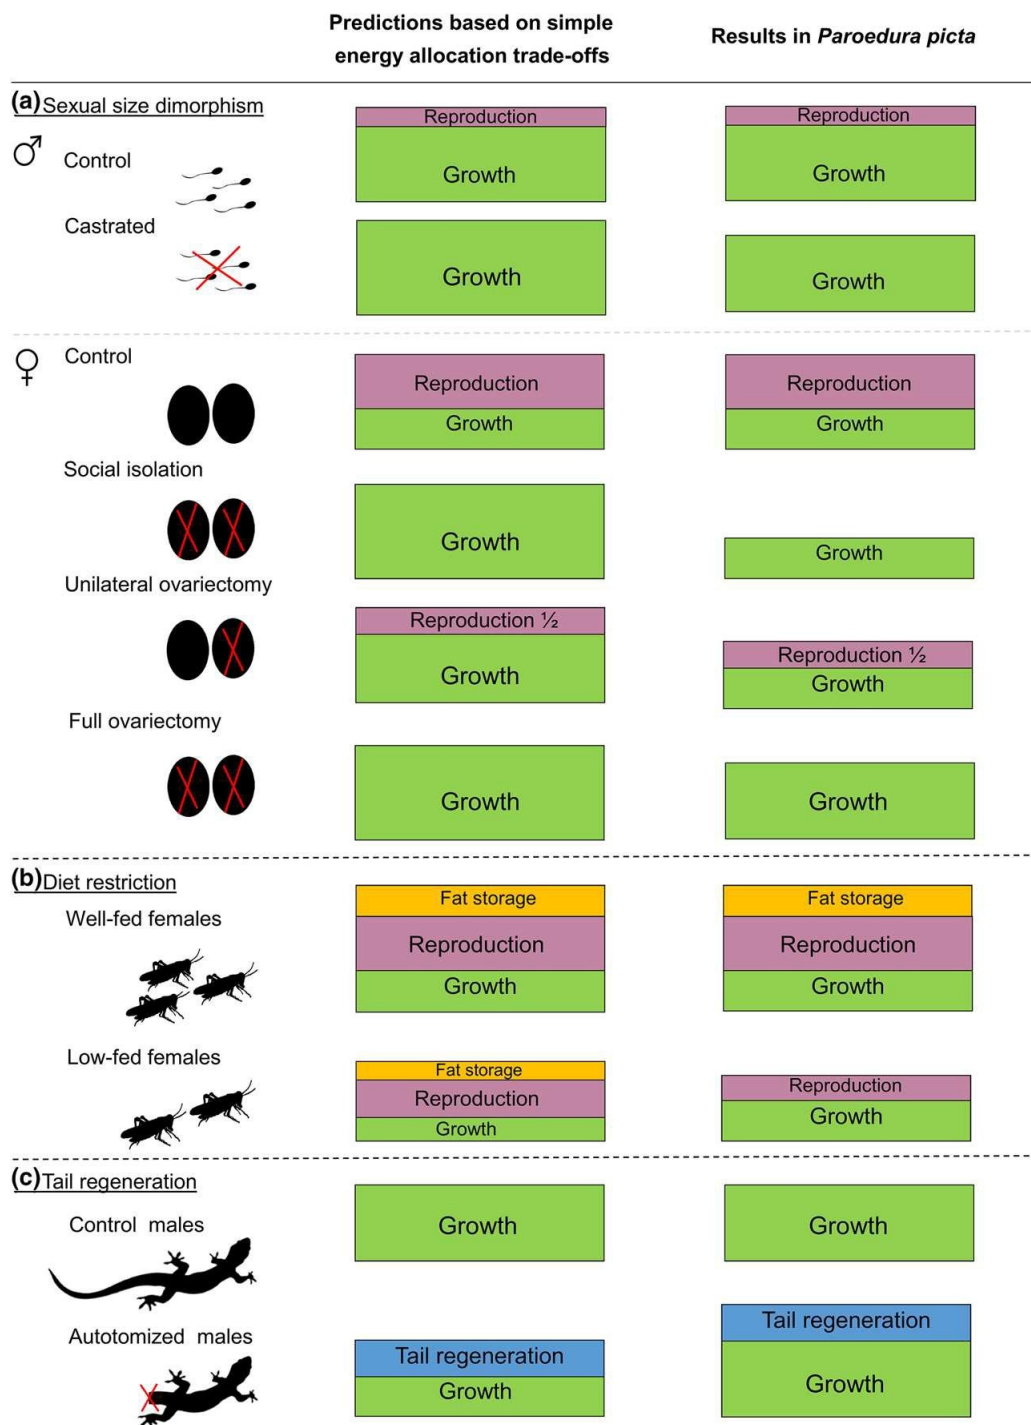 Predictions based on simple
energy allocation trade-offs
Results in Paroedura picta
(a) Sexual size dimorphism
♂
Control
Reproduction
Growth
Reproduction
Growth
Castrated
Growth
Growth
♀
Control
Reproduction
Growth
Reproduction
Growth
Social isolation
Growth
Growth
Unilateral ovariectomy
Reproduction ½
Growth
Reproduction ½
Growth
Full ovariectomy
Growth
Growth
(b) Diet restriction
Well-fed females
Fat storage
Reproduction
Growth
Fat storage
Reproduction
Growth
Low-fed females
Fat storage
Reproduction
Growth
Reproduction
Growth
(c) Tail regeneration
Control males
Growth
Growth
Autotomized males
Tail regeneration
Growth
Tail regeneration
Growth